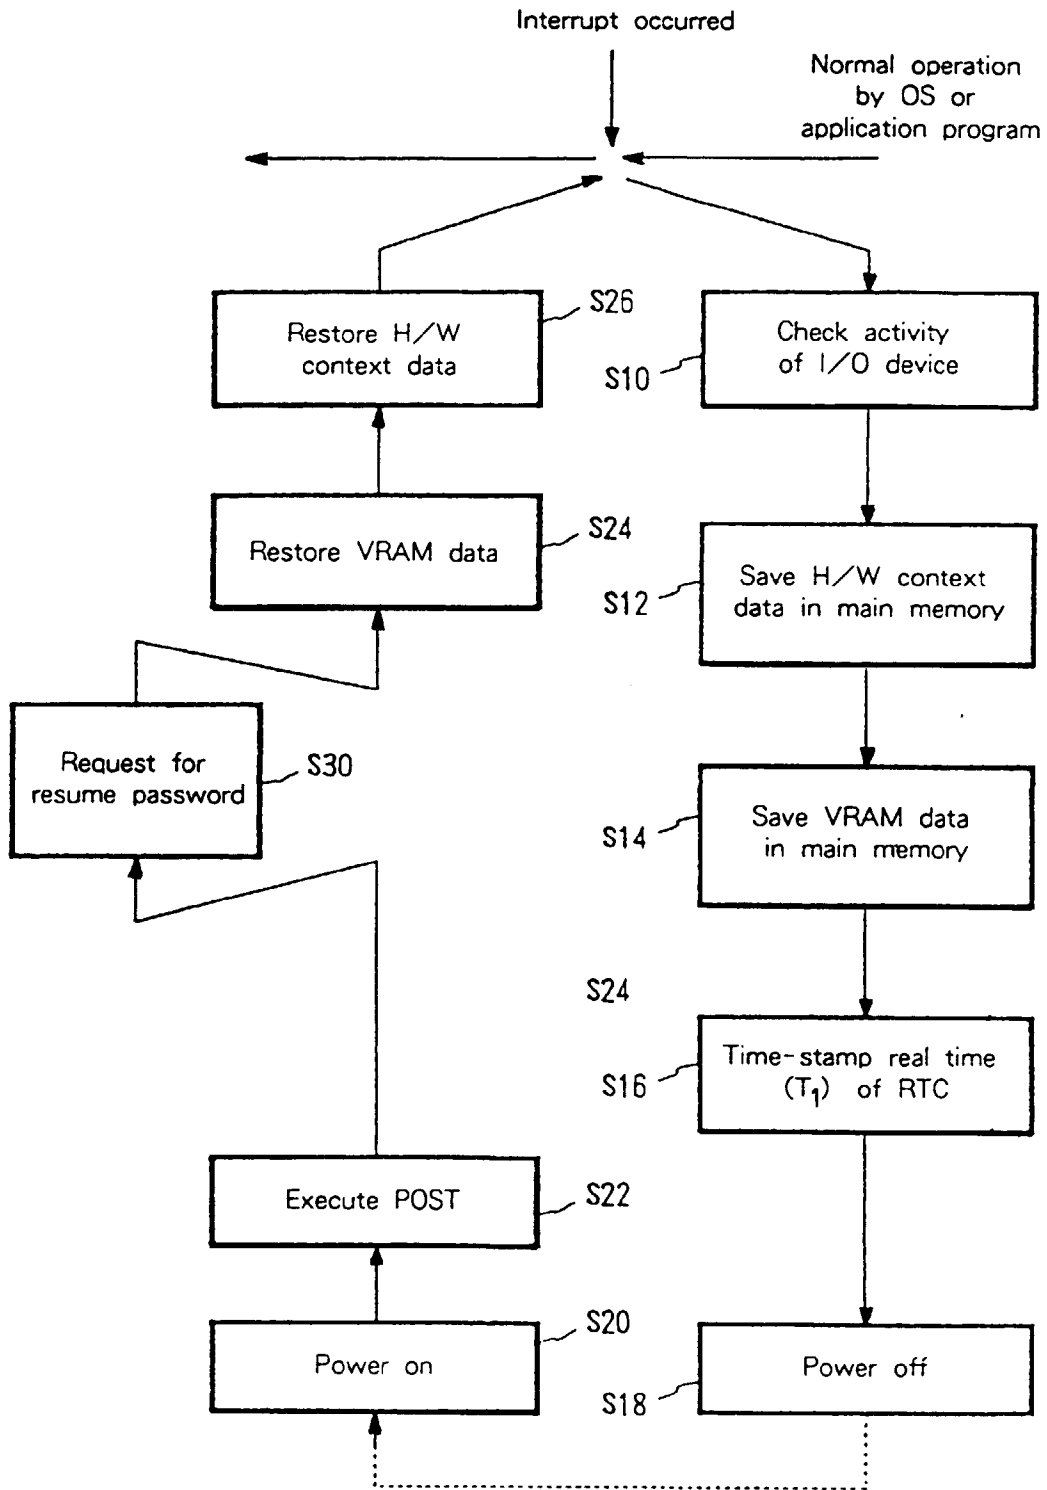 Interrupt occurred
Normal operation
by OS or
application program
S26
Restore H/W
context data
S10
Check activity
of I/O device
S24
Restore VRAM data
S12
Save H/W context
data in main memory
Request for
resume password
S30
S14
Save VRAM data
in main memory
S24
S16
Time-stamp real time
(T1) of RTC
Execute POST
S22
S20
Power on
S18
Power off